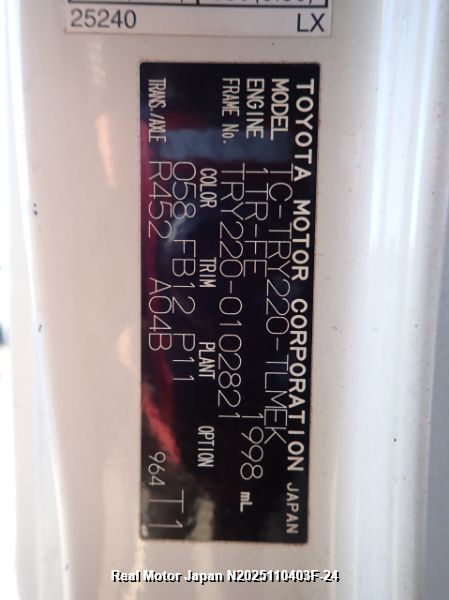 25240 LX
TOYOTA MOTOR CORPORATION JAPAN
MODEL TC-TRY220-TLMEK
ENGINE 1TR-FE 1998 mL
FRAME No. TRY220-0102821
COLOR TRIM PLANT OPTION
058 FB12 P11
TRANS./AXLE R452 A04B
964 T1
Real Motor Japan N2025110403F-24